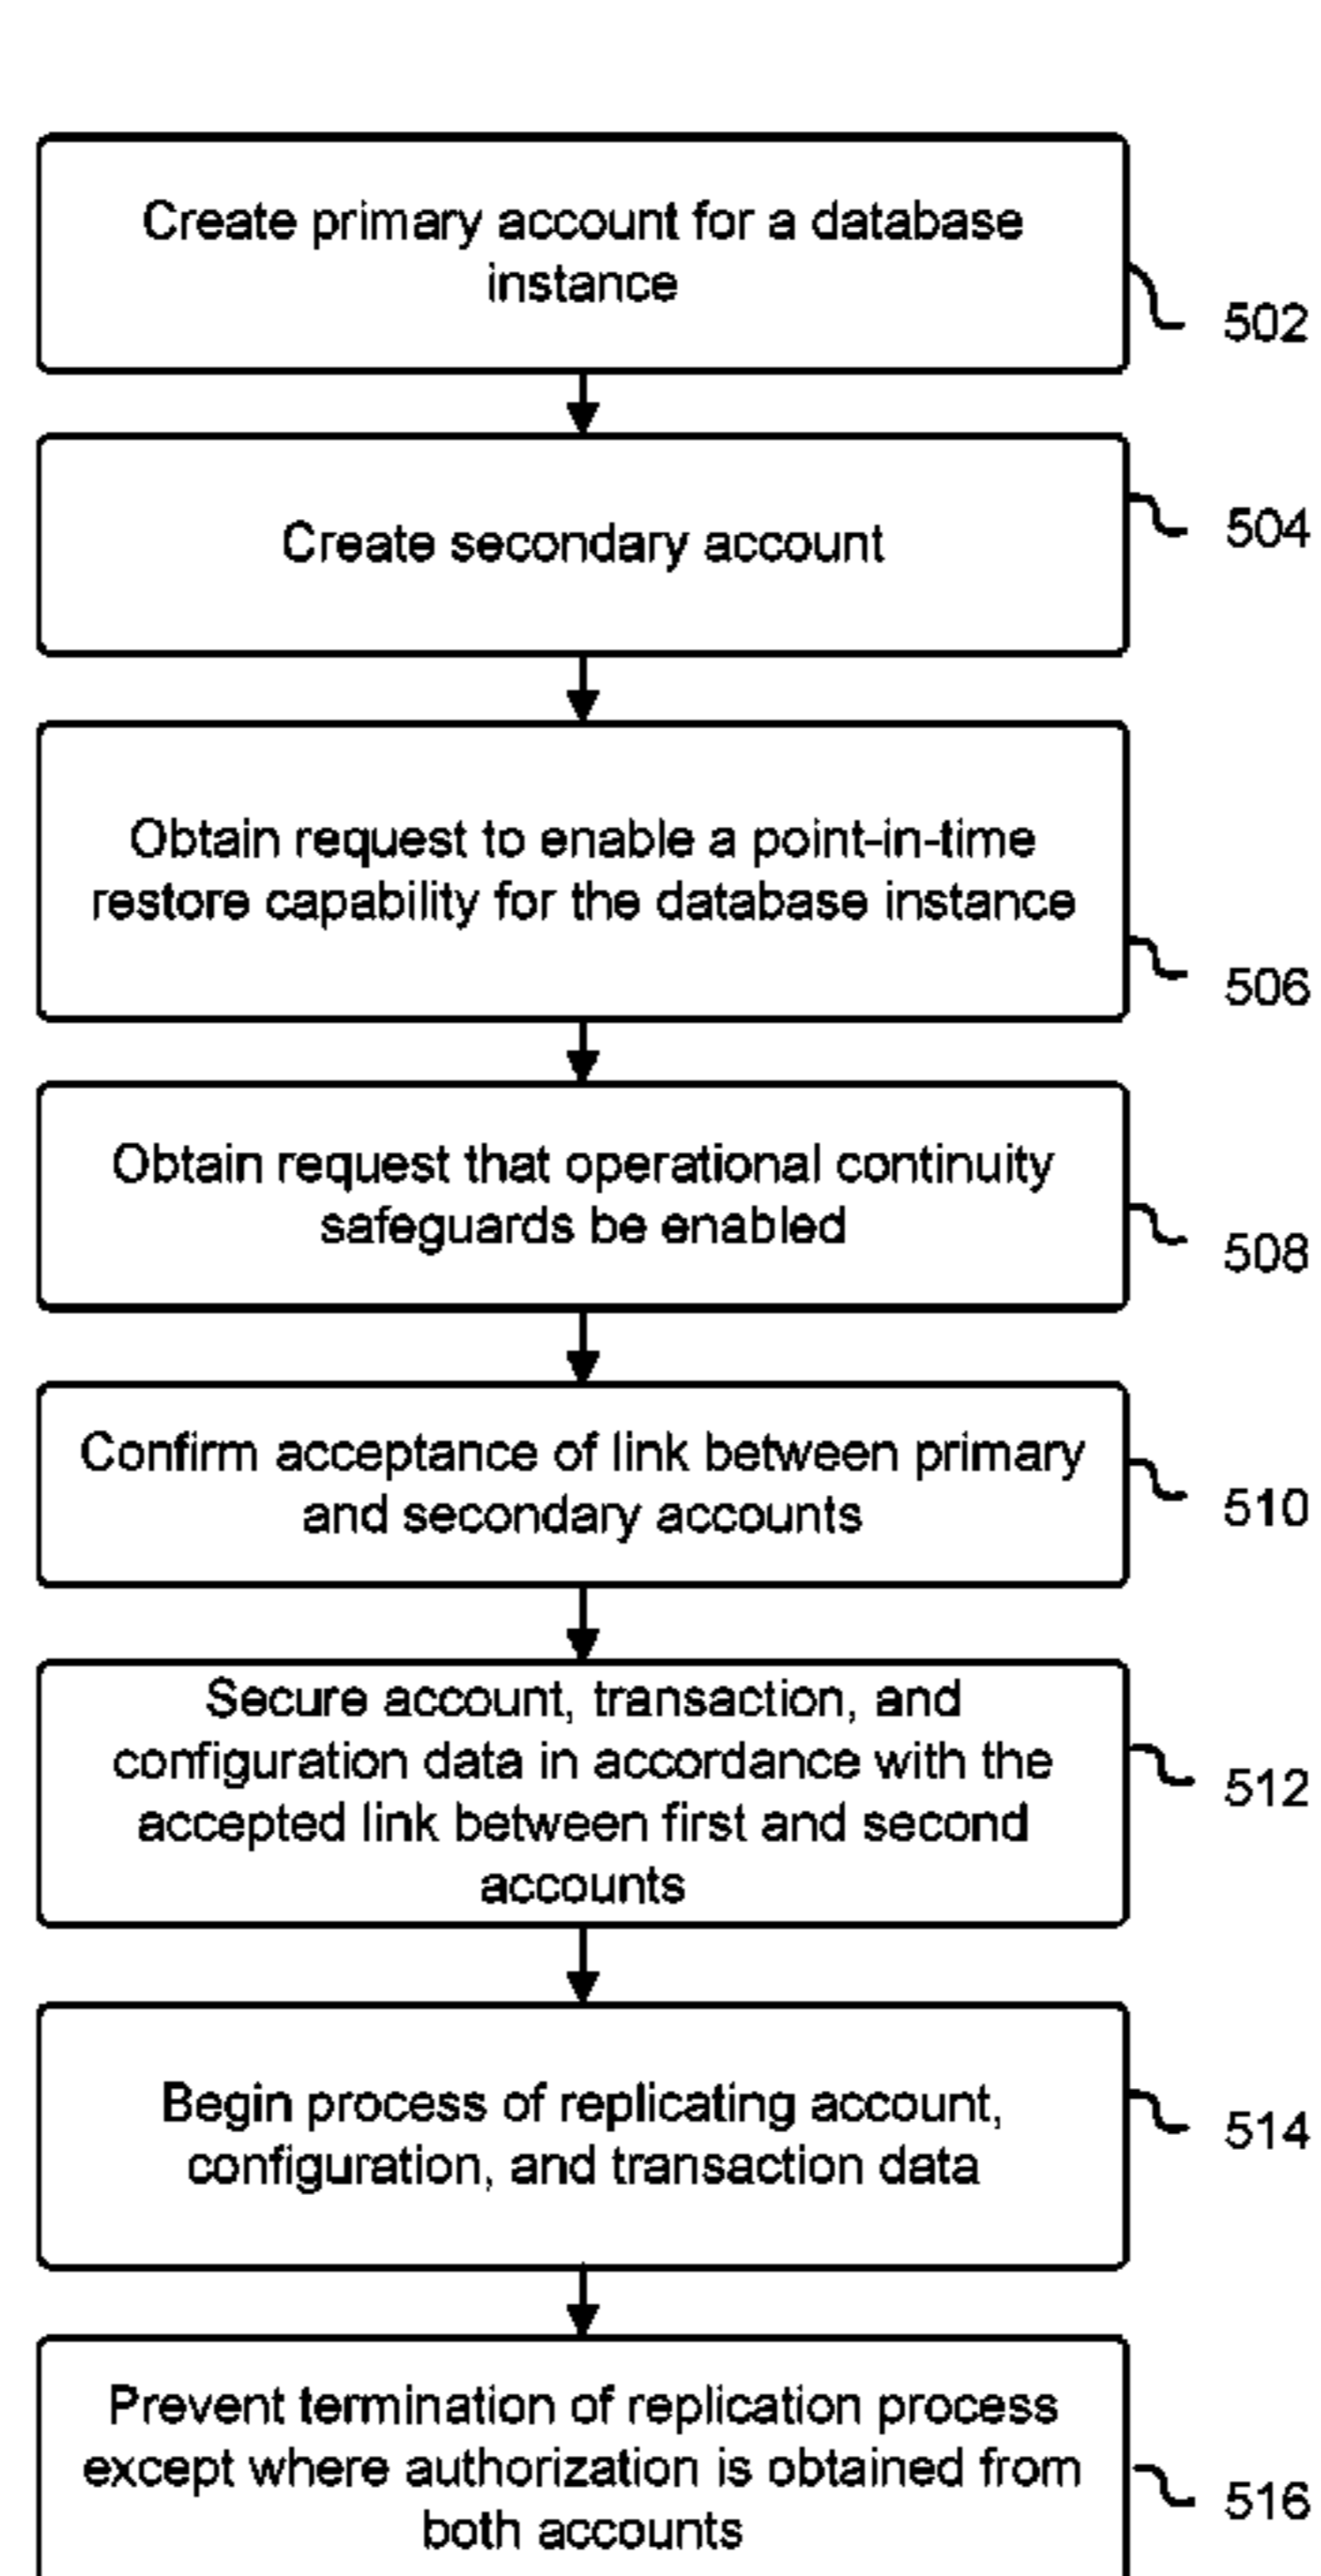 Create primary account for a database
instance
502
Create secondary account
504
Obtain request to enable a point-in-time
restore capability for the database instance
506
Obtain request that operational continuity
safeguards be enabled
508
Confirm acceptance of link between primary
and secondary accounts
510
Secure account, transaction, and
configuration data in accordance with the
accepted link between first and second
accounts
512
Begin process of replicating account,
configuration, and transaction data
514
Prevent termination of replication process
except where authorization is obtained from
both accounts
516